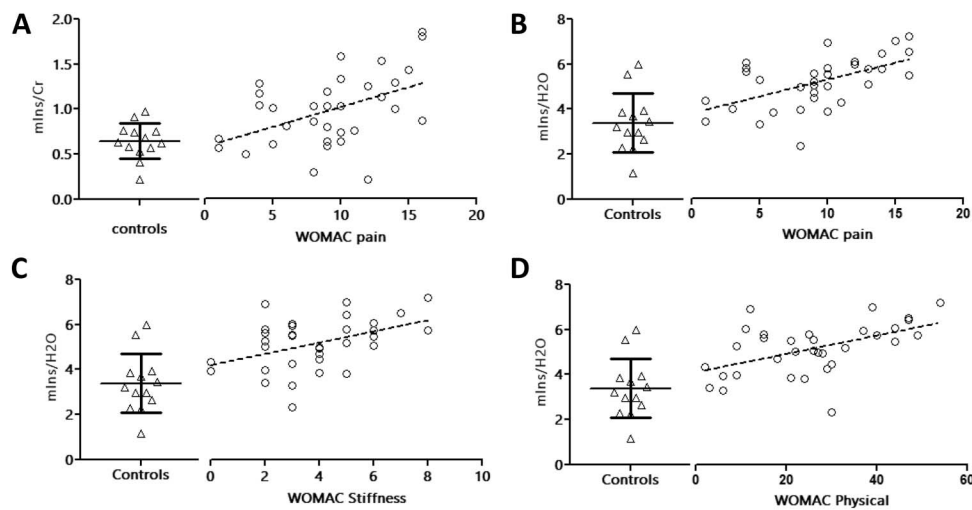 A
mIns/Cr
2.0
1.5
1.0
0.5
0.0
controls
0
5
10
15
20
WOMAC pain
B
mIns/H2O
8
6
4
2
0
Controls
0
5
10
15
20
WOMAC pain
C
mIns/H2O
8
6
4
2
0
Controls
0
2
4
6
8
10
WOMAC Stiffness
D
mIns/H2O
8
6
4
2
0
Controls
0
20
40
60
WOMAC Physical